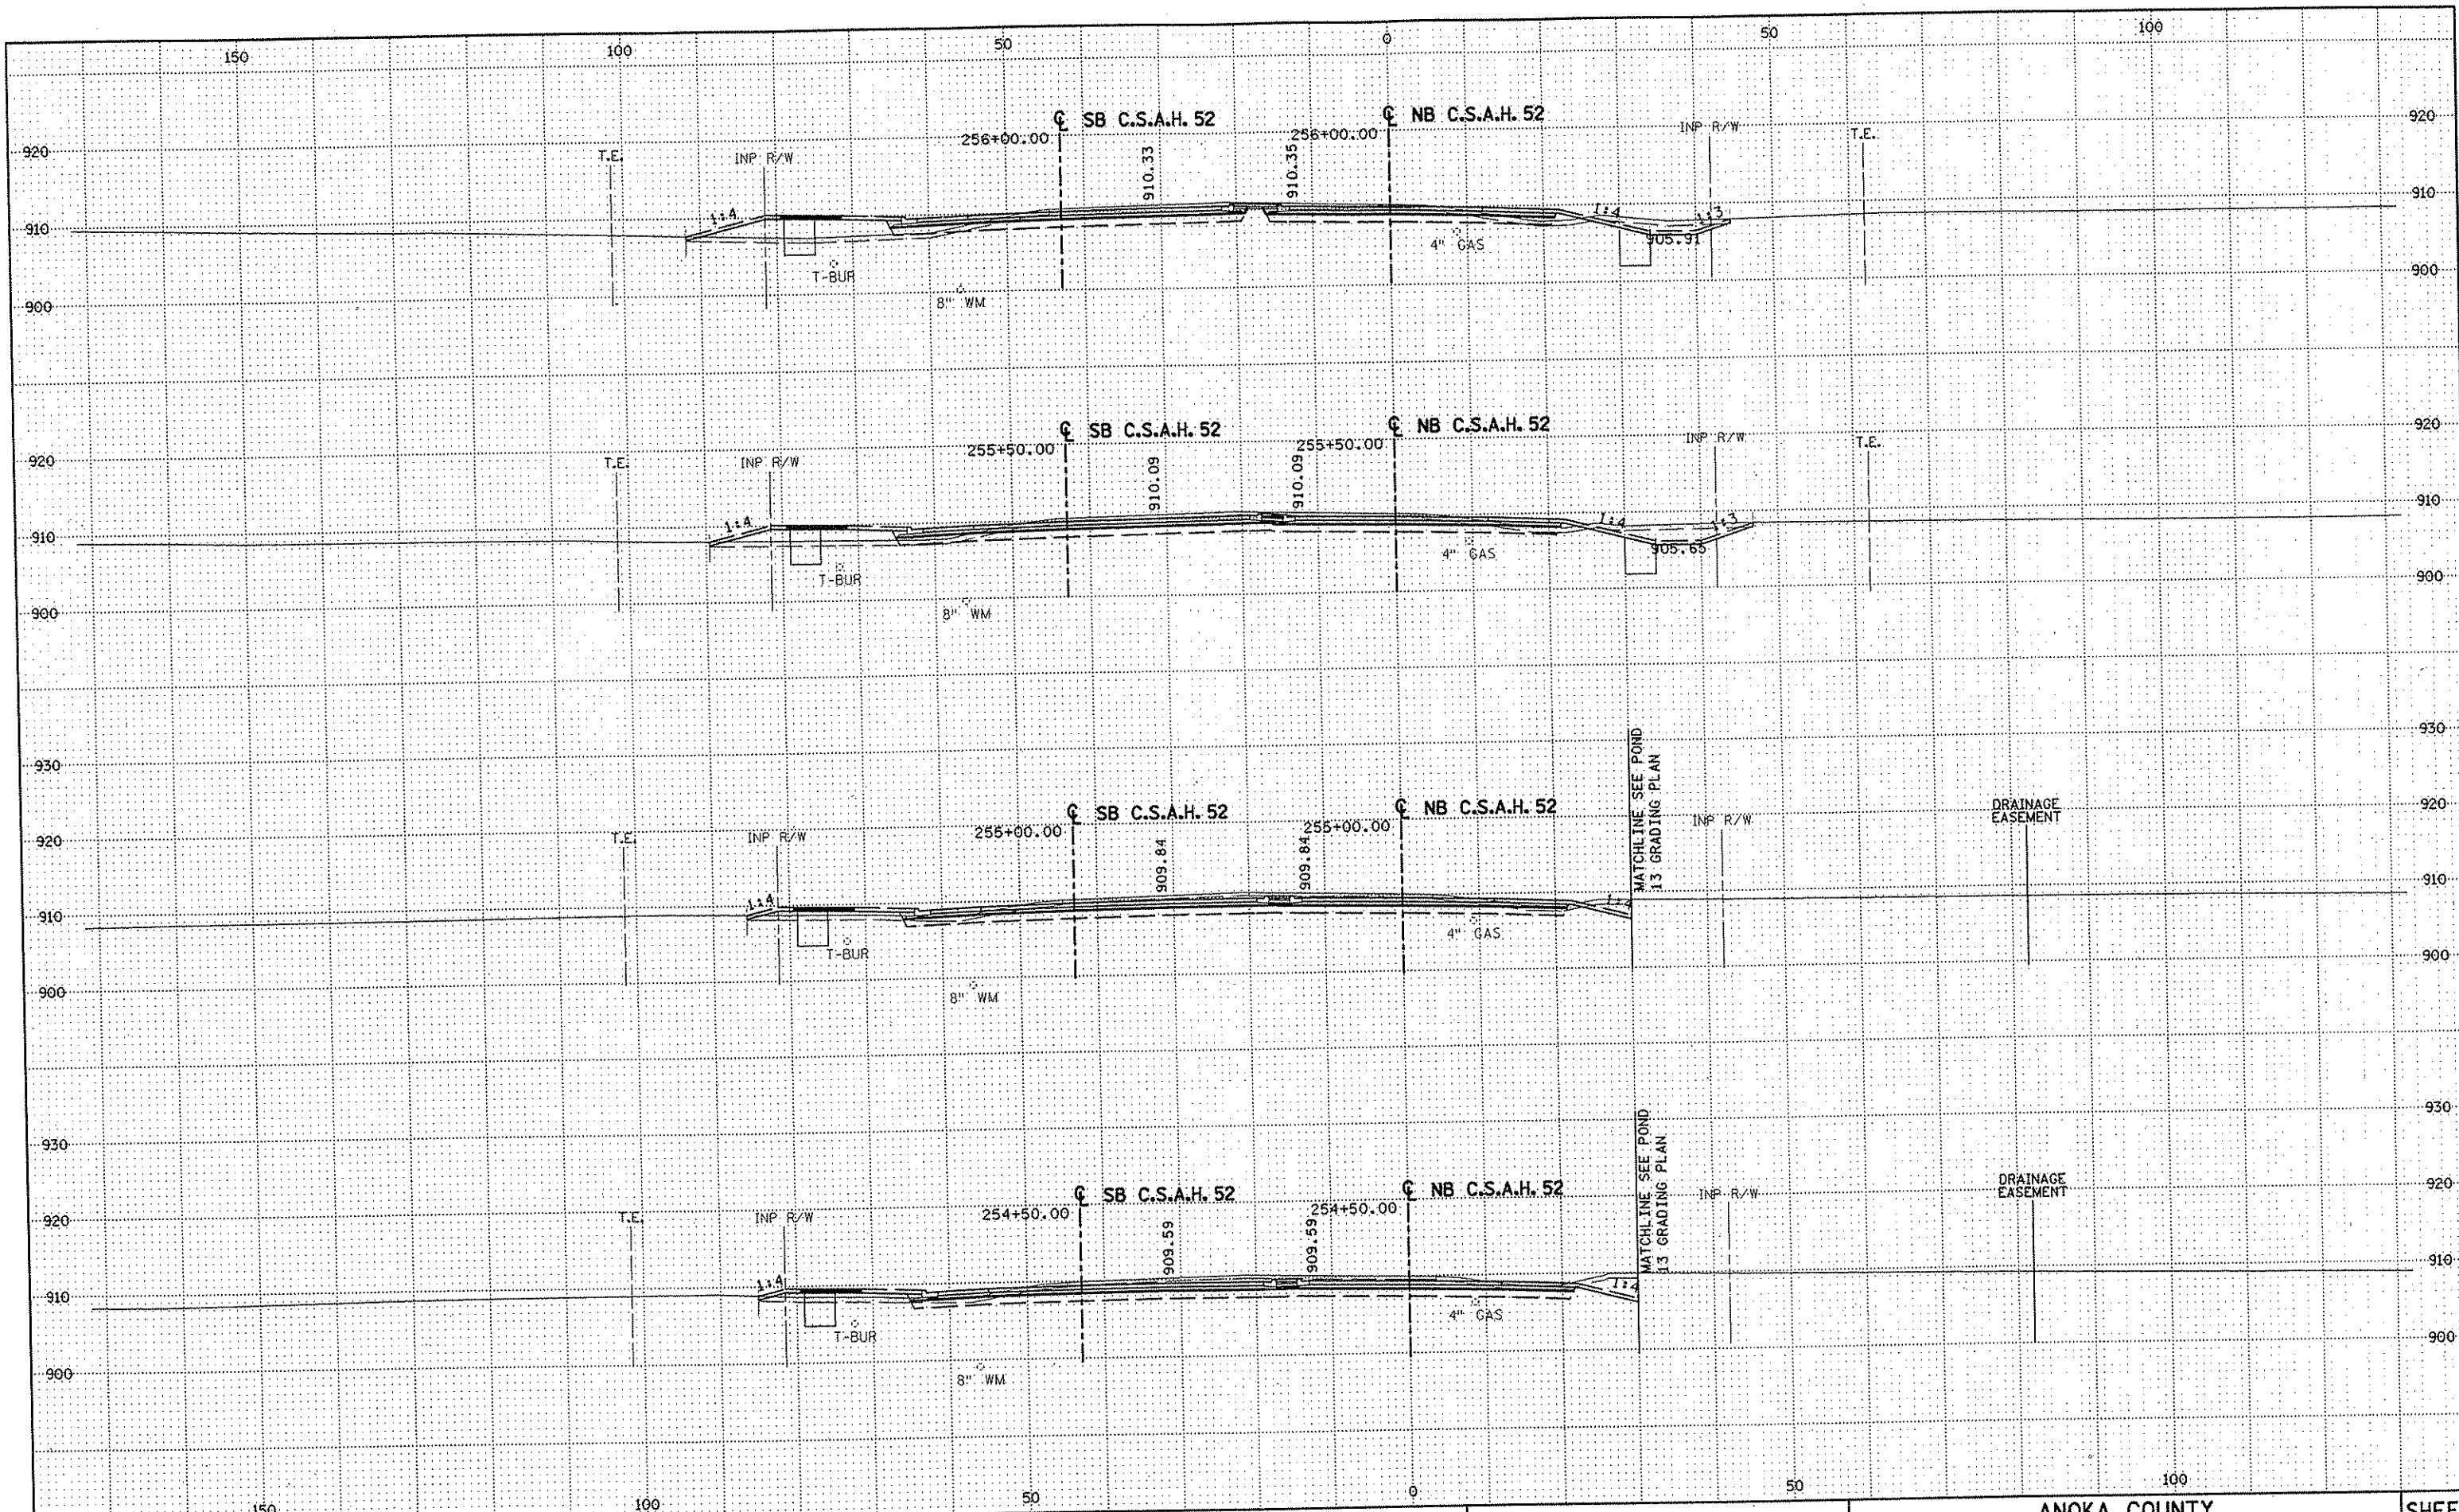 150 100 50 0 50 100
℄ SB C.S.A.H. 52 ℄ NB C.S.A.H. 52
256+00.00 256+00.00
920 T.E. INP R/W 910.33 910.35 INP R/W T.E. 920
910 1:4 1:4 1:3 910
905.91
T-BUR 4" GAS
900 8" WM 900
℄ SB C.S.A.H. 52 ℄ NB C.S.A.H. 52
255+50.00 255+50.00
920 T.E. INP R/W 910.09 910.09 INP R/W T.E. 920
910 1:4 1:4 1:3 910
905.65
T-BUR 4" GAS
900 8" WM 900
930 930
MATCHLINE SEE POND
13 GRADING PLAN
℄ SB C.S.A.H. 52 ℄ NB C.S.A.H. 52
255+00.00 255+00.00
DRAINAGE
EASEMENT
920 T.E. INP R/W 909.84 909.84 INP R/W 920
910 1:4 1:4 910
T-BUR 4" GAS
900 8" WM 900
930 930
MATCHLINE SEE POND
13 GRADING PLAN
℄ SB C.S.A.H. 52 ℄ NB C.S.A.H. 52
254+50.00 254+50.00
DRAINAGE
EASEMENT
920 T.E. INP R/W 909.59 909.59 INP R/W 920
910 1:4 1:4 910
T-BUR 4" GAS
900 8" WM 900
150 100 50 0 50 100
ANOKA COUNTY